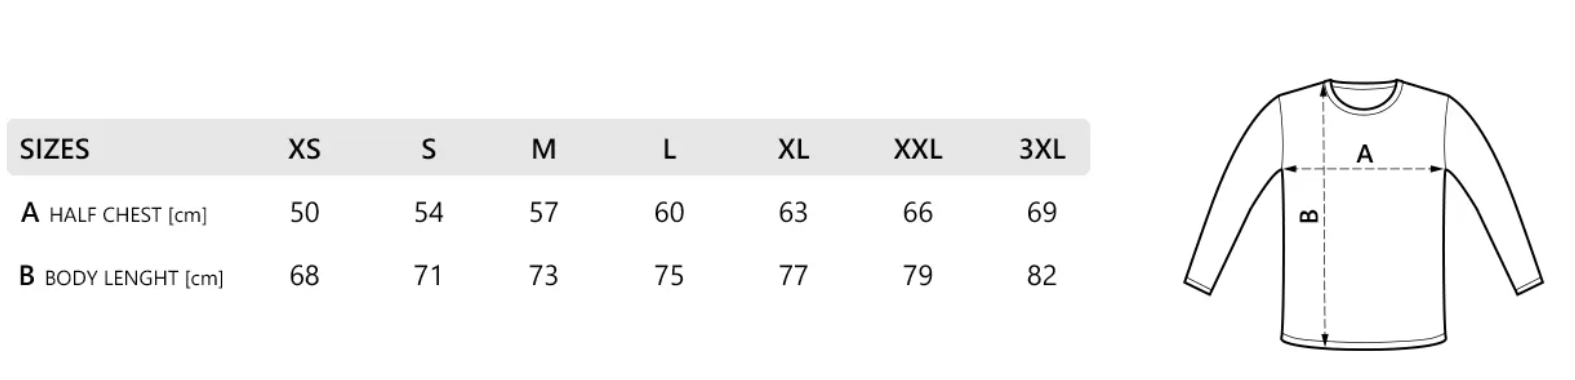 SIZES XS S M L XL XXL 3XL
A HALF CHEST [cm] 50 54 57 60 63 66 69
B BODY LENGHT [cm] 68 71 73 75 77 79 82
A
B